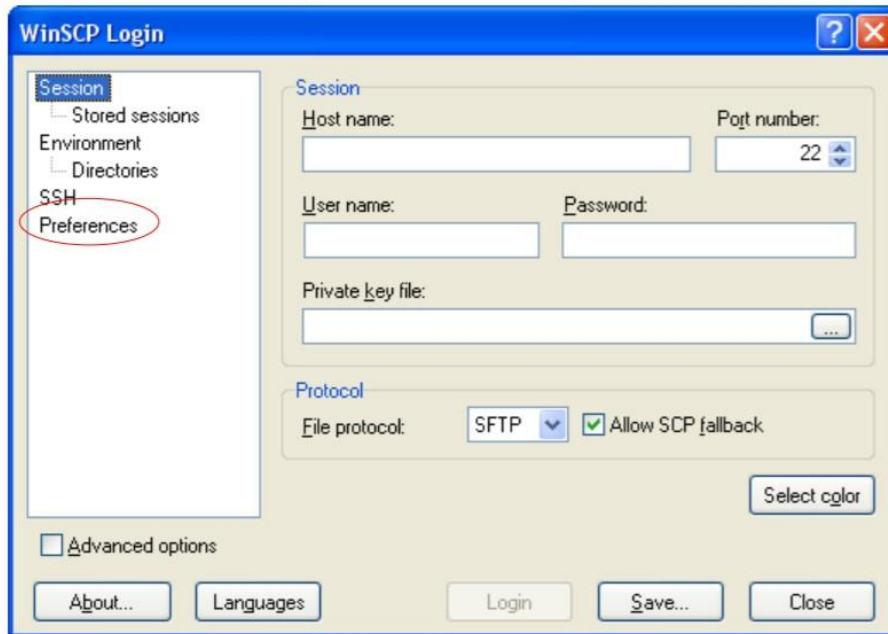 WinSCP Login
Session
Stored sessions
Environment
Directories
SSH
Preferences
Advanced options
Session
Host name:
Port number:
22
User name:
Password:
Private key file:
...
Protocol
File protocol:
SFTP
Allow SCP fallback
Select color
About...
Languages
Login
Save...
Close